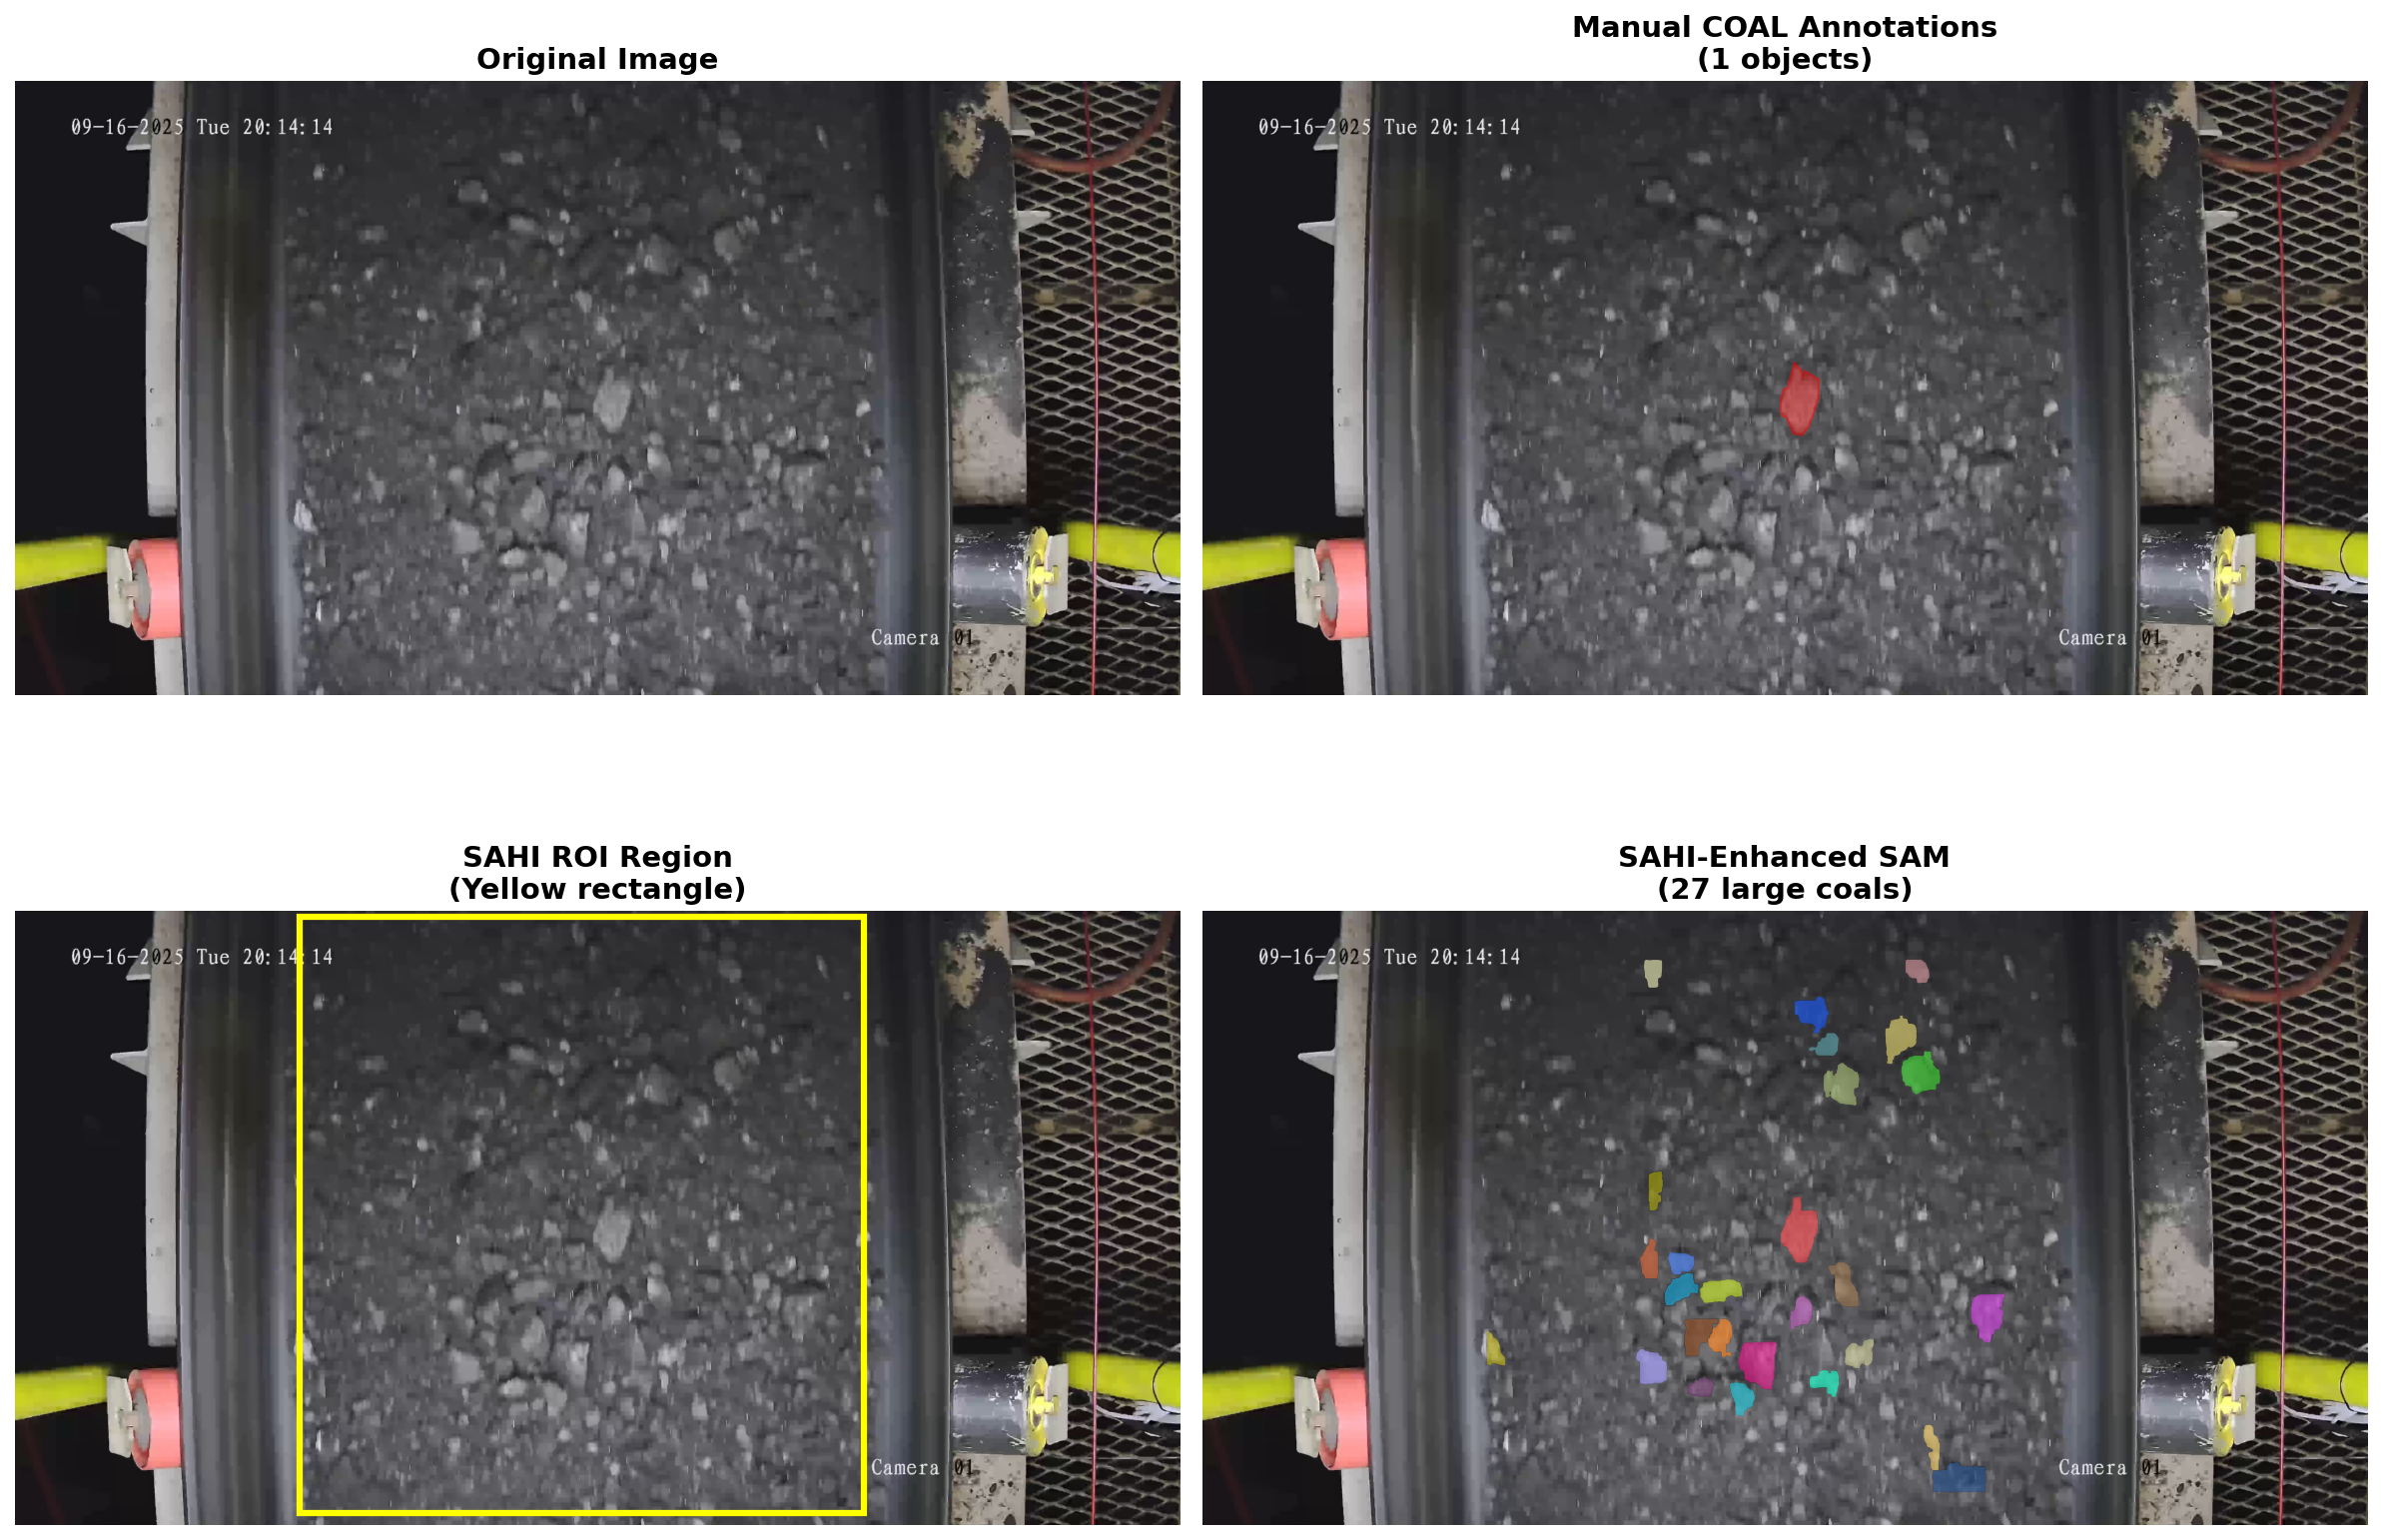 Original Image
09-16-2025 Tue 20:14:14
Camera 01
Manual COAL Annotations
(1 objects)
09-16-2025 Tue 20:14:14
Camera 01
SAHI ROI Region
(Yellow rectangle)
09-16-2025 Tue 20:14:14
Camera 01
SAHI-Enhanced SAM
(27 large coals)
09-16-2025 Tue 20:14:14
Camera 01